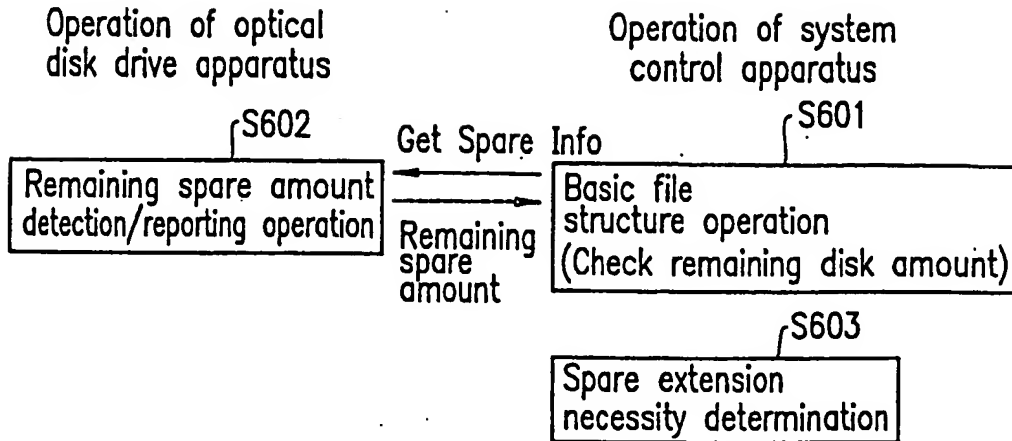 Operation of optical
disk drive apparatus
Operation of system
control apparatus
S602
S601
Get Spare Info
Remaining spare amount
detection/reporting operation
Remaining
spare
amount
Basic file
structure operation
(Check remaining disk amount)
S603
Spare extension
necessity determination